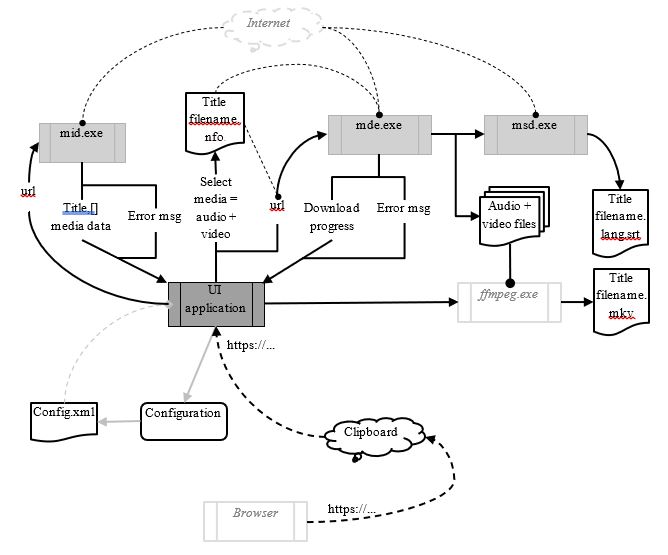 Internet
Title
filename.
nfo
mid.exe
mde.exe
msd.exe
url
Title []
media data
Error msg
Select
media =
audio +
video
url
Download
progress
Error msg
Audio +
video files
Title
filename.
lang.srt
UI
application
ffmpeg.exe
Title
filename.
mkv
https://...
Config.xml
Configuration
Clipboard
Browser
https://...